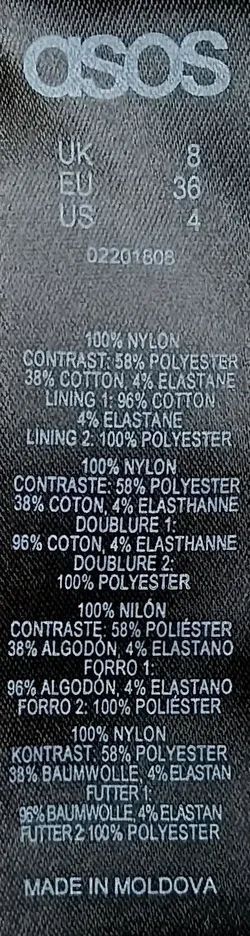 asos
UK 8
EU 36
US 4
02201808
100% NYLON
CONTRAST: 58% POLYESTER
38% COTTON, 4% ELASTANE
LINING 1: 96% COTTON
4% ELASTANE
LINING 2: 100% POLYESTER
100% NYLON
CONTRASTE: 58% POLYESTER
38% COTON, 4% ELASTHANNE
DOUBLURE 1:
96% COTON, 4% ELASTHANNE
DOUBLURE 2:
100% POLYESTER
100% NILÓN
CONTRASTE: 58% POLIÉSTER
38% ALGODÓN, 4% ELASTANO
FORRO 1:
96% ALGODÓN, 4% ELASTANO
FORRO 2: 100% POLIÉSTER
100% NYLON
KONTRAST: 58% POLYESTER
38% BAUMWOLLE, 4% ELASTAN
FUTTER 1:
96% BAUMWOLLE, 4% ELASTAN
FUTTER 2: 100% POLYESTER
MADE IN MOLDOVA